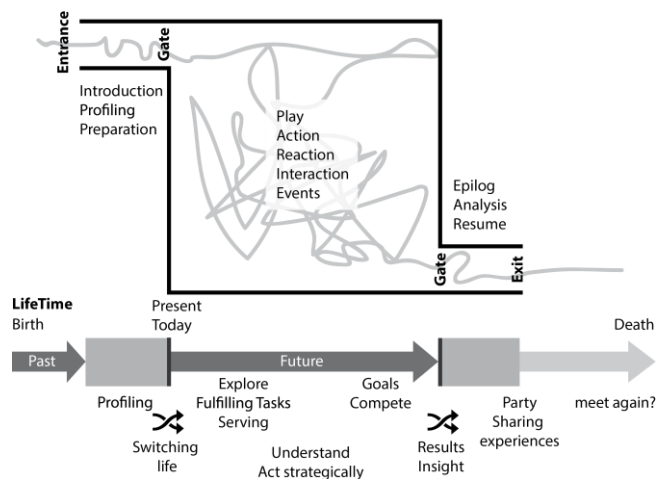 Entrance
Gate
Introduction
Profiling
Preparation
Play
Action
Reaction
Interaction
Events
Epilog
Analysis
Resume
Gate
Exit
LifeTime
Birth
Present
Today
Death
Past
Future
Profiling
Explore
Fulfilling Tasks
Serving
Goals
Compete
Party
Sharing
experiences
meet again?
Switching
life
Understand
Act strategically
Results
Insight